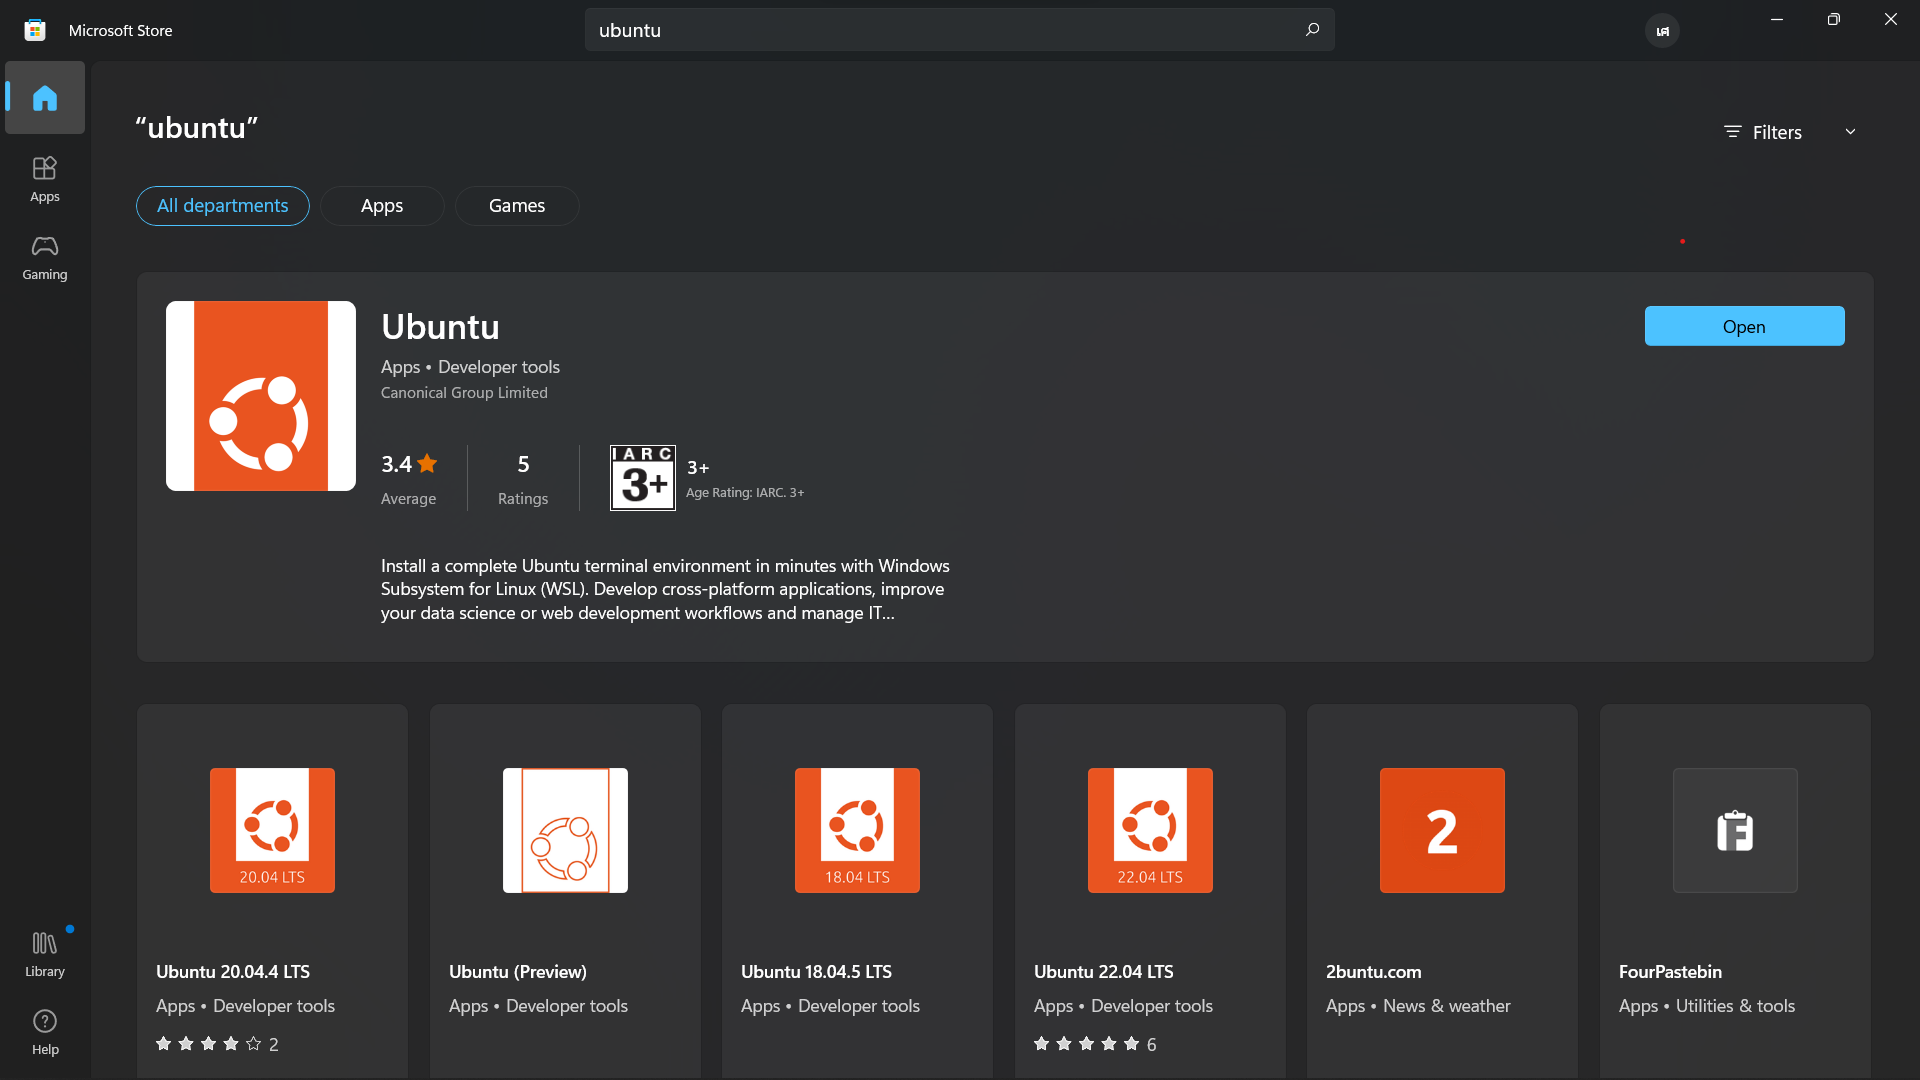 Microsoft Store
ubuntu
Apps
Gaming
Library
Help
“ubuntu”
Filters
All departments
Apps
Games
Ubuntu
Apps • Developer tools
Canonical Group Limited
Open
3.4
Average
5
Ratings
IARC
3+
3+
Age Rating: IARC. 3+
Install a complete Ubuntu terminal environment in minutes with Windows
Subsystem for Linux (WSL). Develop cross-platform applications, improve
your data science or web development workflows and manage IT...
20.04 LTS
Ubuntu 20.04.4 LTS
Apps • Developer tools
2
Ubuntu (Preview)
Apps • Developer tools
18.04 LTS
Ubuntu 18.04.5 LTS
Apps • Developer tools
22.04 LTS
Ubuntu 22.04 LTS
Apps • Developer tools
6
2
2buntu.com
Apps • News & weather
FourPastebin
Apps • Utilities & tools